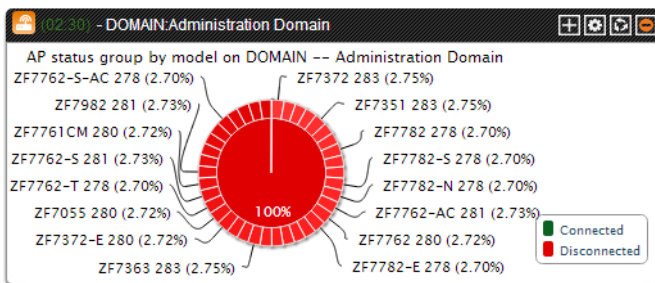 (02:30) - DOMAIN:Administration Domain
AP status group by model on DOMAIN -- Administration Domain
ZF7762-S-AC 278 (2.70%)
ZF7372 283 (2.75%)
ZF7982 281 (2.73%)
ZF7351 283 (2.75%)
ZF7761CM 280 (2.72%)
ZF7782 278 (2.70%)
ZF7762-S 281 (2.73%)
ZF7782-S 278 (2.70%)
ZF7762-T 278 (2.70%)
ZF7782-N 278 (2.70%)
ZF7055 280 (2.72%)
ZF7762-AC 281 (2.73%)
100%
ZF7372-E 280 (2.72%)
ZF7762 280 (2.72%)
ZF7363 283 (2.75%)
ZF7782-E 278 (2.70%)
Connected
Disconnected